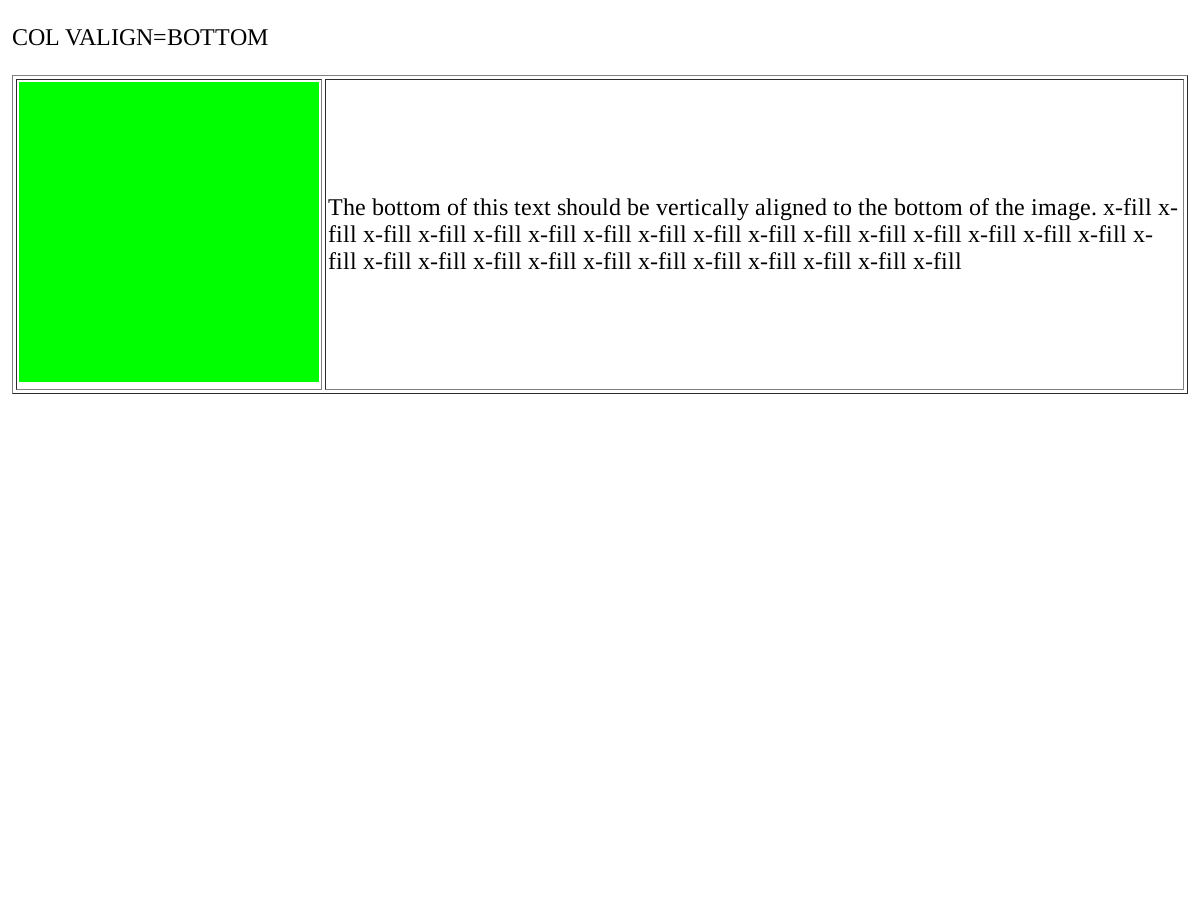 COL VALIGN=BOTTOM
The bottom of this text should be vertically aligned to the bottom of the image. x-fill x-
fill x-fill x-fill x-fill x-fill x-fill x-fill x-fill x-fill x-fill x-fill x-fill x-fill x-fill x-
fill x-fill x-fill x-fill x-fill x-fill x-fill x-fill x-fill x-fill x-fill x-fill